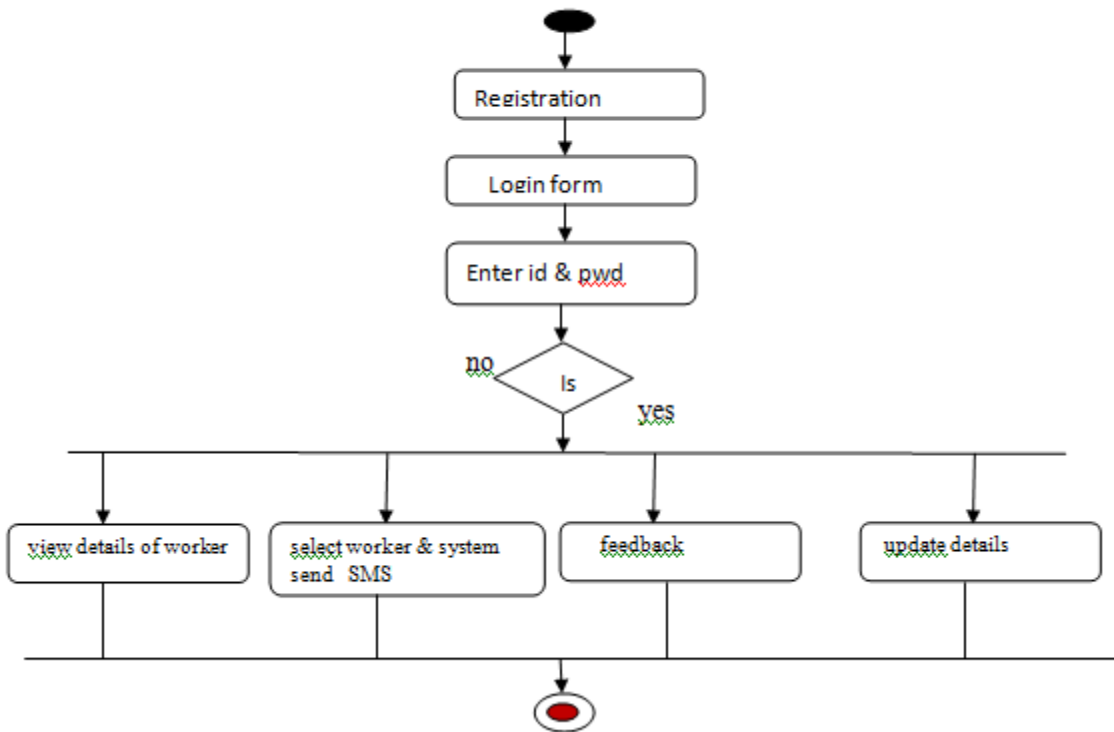 Registration
Login form
Enter id & pwd
no
Is
yes
view details of worker
select worker & system
send SMS
feedback
update details